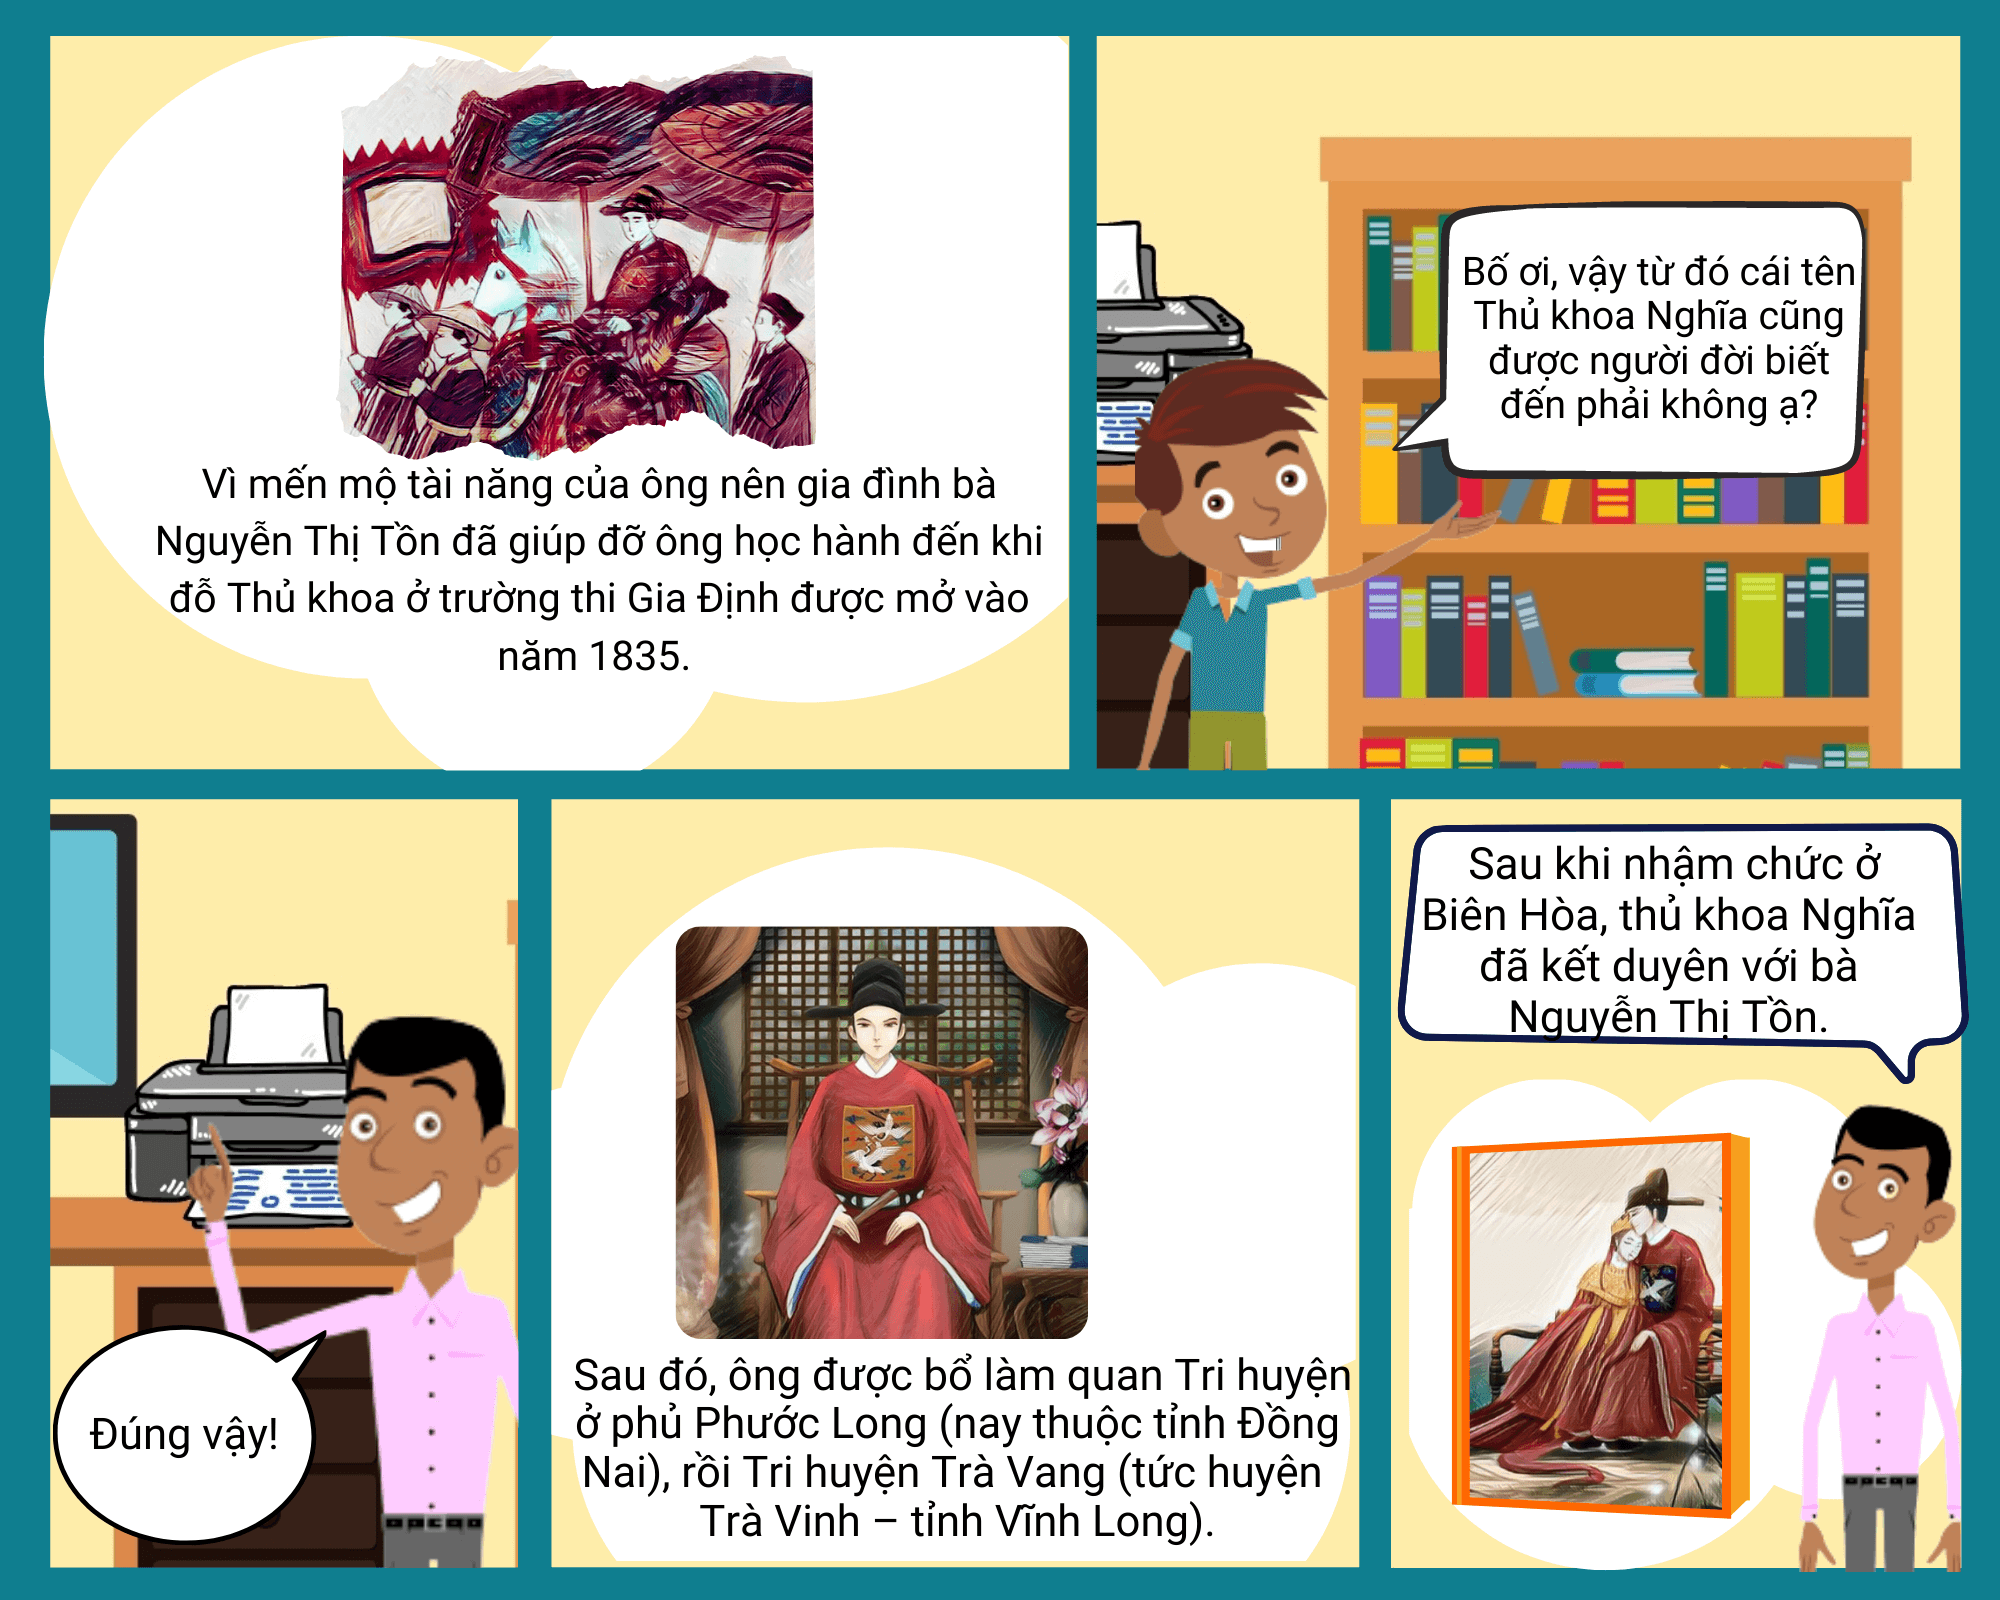 Vì mến mộ tài năng của ông nên gia đình bà
Nguyễn Thị Tồn đã giúp đỡ ông học hành đến khi
đỗ Thủ khoa ở trường thi Gia Định được mở vào
năm 1835.
Bố ơi, vậy từ đó cái tên
Thủ khoa Nghĩa cũng
được người đời biết
đến phải không ạ?
Đúng vậy!
Sau đó, ông được bổ làm quan Tri huyện
ở phủ Phước Long (nay thuộc tỉnh Đồng
Nai), rồi Tri huyện Trà Vang (tức huyện
Trà Vinh – tỉnh Vĩnh Long).
Sau khi nhậm chức ở
Biên Hòa, thủ khoa Nghĩa
đã kết duyên với bà
Nguyễn Thị Tồn.